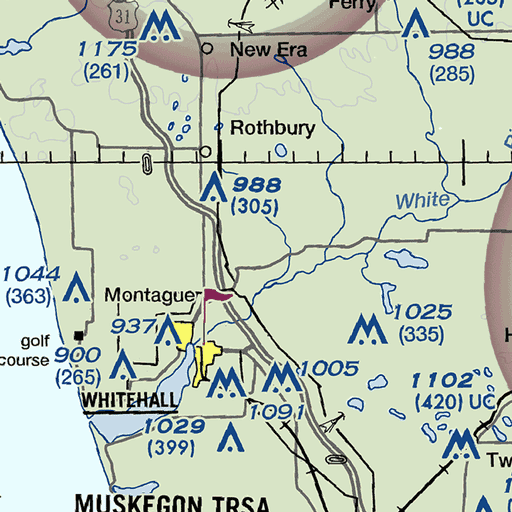 Ferry
31
UC
1175
(261)
New Era
988
(285)
Rothbury
988
(305)
White
1044
(363)
Montague
937
1025
(335)
golf
course
900
(265)
1005
1102
(420) UC
WHITEHALL
1091
1029
(399)
Tw
MUSKEGON TRSA